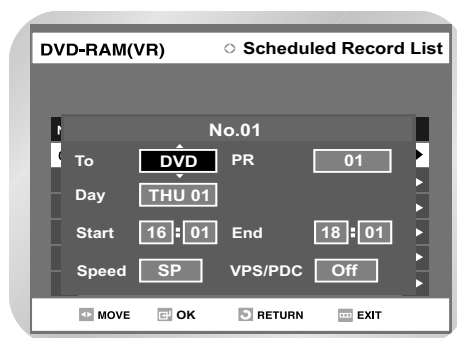 DVD-RAM(VR) Scheduled Record List
No.01
To DVD PR 01
Day THU 01
Start 16 : 01 End 18 : 01
Speed SP VPS/PDC Off
MOVE OK RETURN EXIT